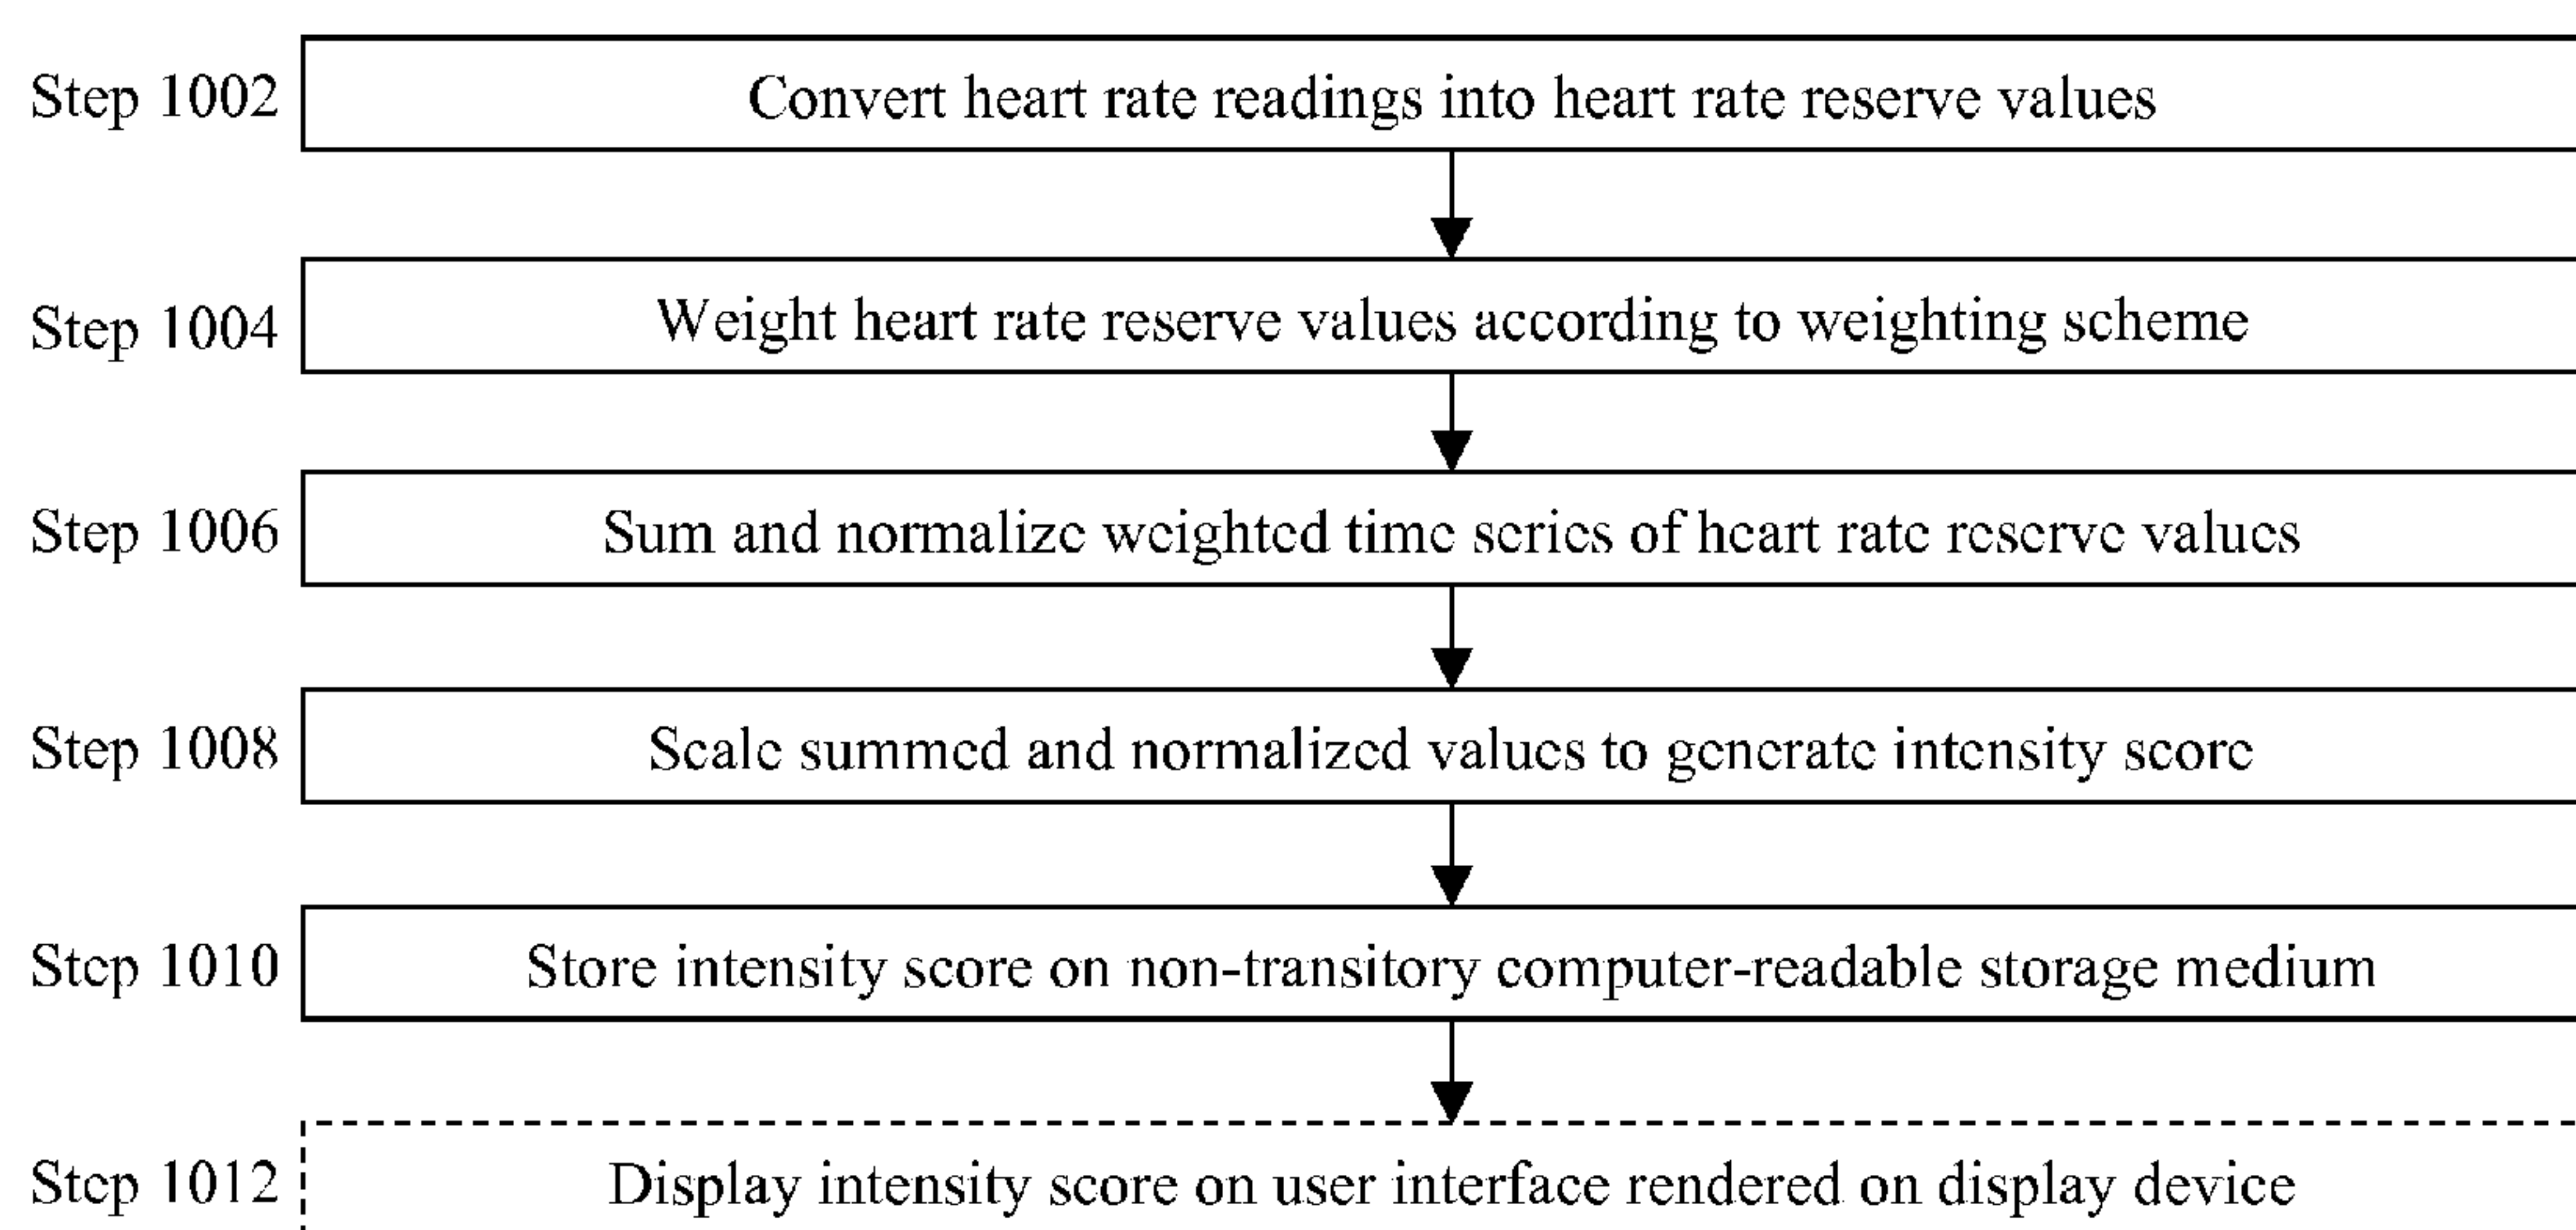 Step 1002 Convert heart rate readings into heart rate reserve values
Step 1004 Weight heart rate reserve values according to weighting scheme
Step 1006 Sum and normalize weighted time series of heart rate reserve values
Step 1008 Scale summed and normalized values to generate intensity score
Step 1010 Store intensity score on non-transitory computer-readable storage medium
Step 1012 Display intensity score on user interface rendered on display device